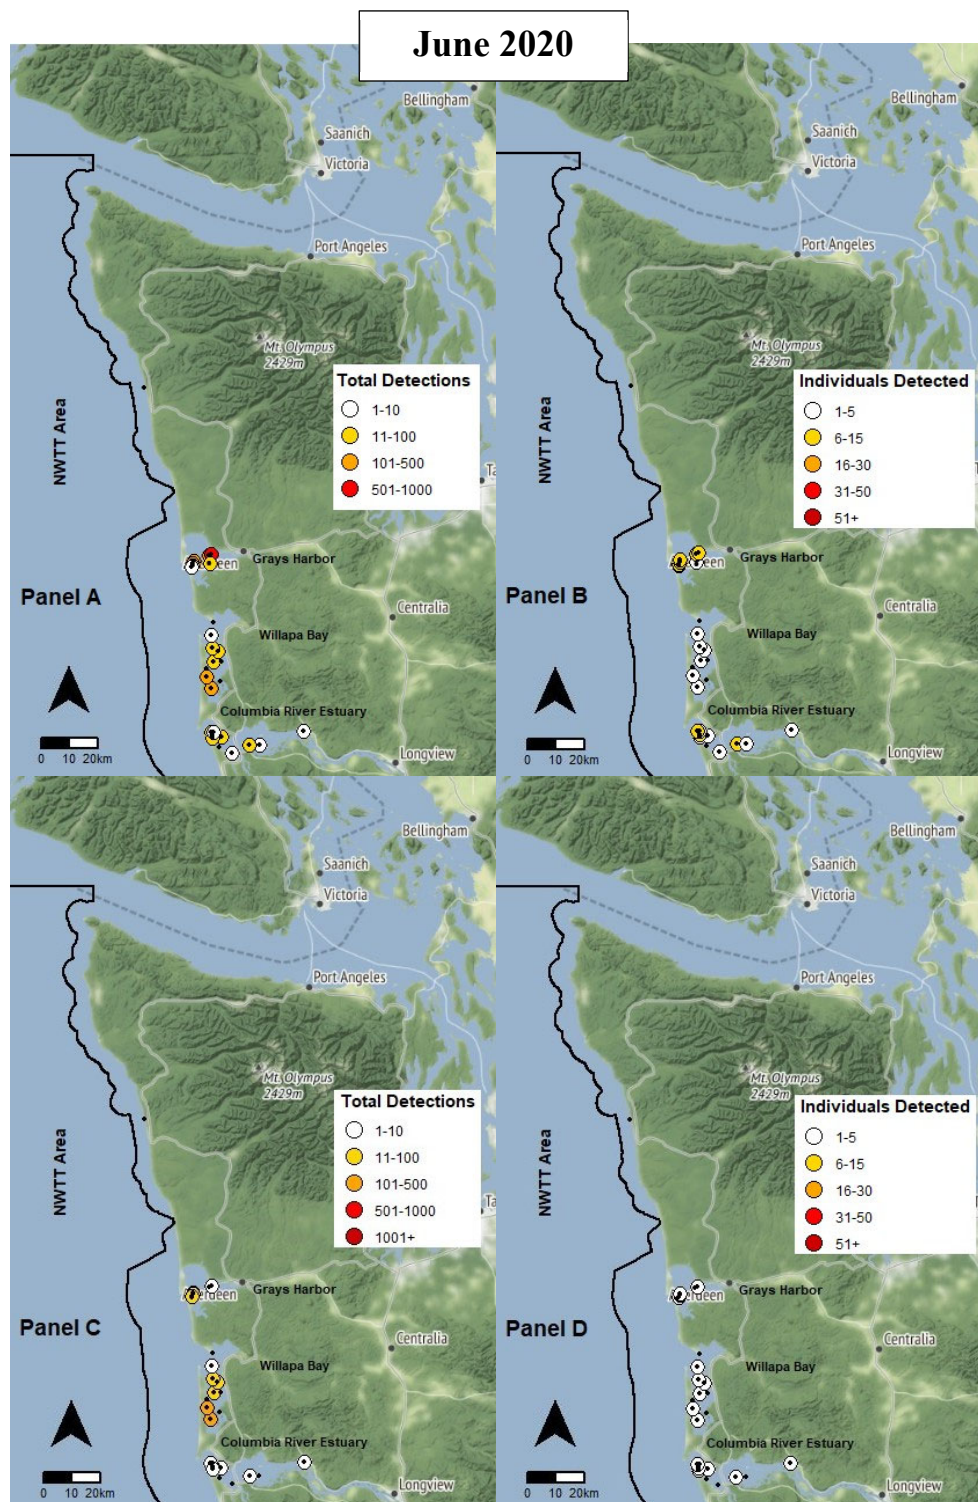 June 2020
Bellingham
Saanich
Victoria
Port Angeles
Mt. Olympus
2429m
Total Detections
1-10
11-100
101-500
501-1000
NWTT Area
Ta
Grays Harbor
Panel A
Willapa Bay
Centralia
Columbia River Estuary
Longview
0 10 20km
Bellingham
Saanich
Victoria
Port Angeles
Mt. Olympus
2429m
Individuals Detected
1-5
6-15
16-30
31-50
51+
NWTT Area
Grays Harbor
Panel B
Willapa Bay
Centralia
Columbia River Estuary
Longview
0 10 20km
Bellingham
Saanich
Victoria
Port Angeles
Mt. Olympus
2429m
Total Detections
1-10
11-100
101-500
501-1000
1001+
NWTT Area
Ta
Grays Harbor
Aberdeen
Panel C
Willapa Bay
Centralia
Columbia River Estuary
Longview
0 10 20km
Bellingham
Saanich
Victoria
Port Angeles
Mt. Olympus
2429m
Individuals Detected
1-5
6-15
16-30
31-50
51+
NWTT Area
Grays Harbor
Aberdeen
Panel D
Willapa Bay
Centralia
Columbia River Estuary
Longview
0 10 20km